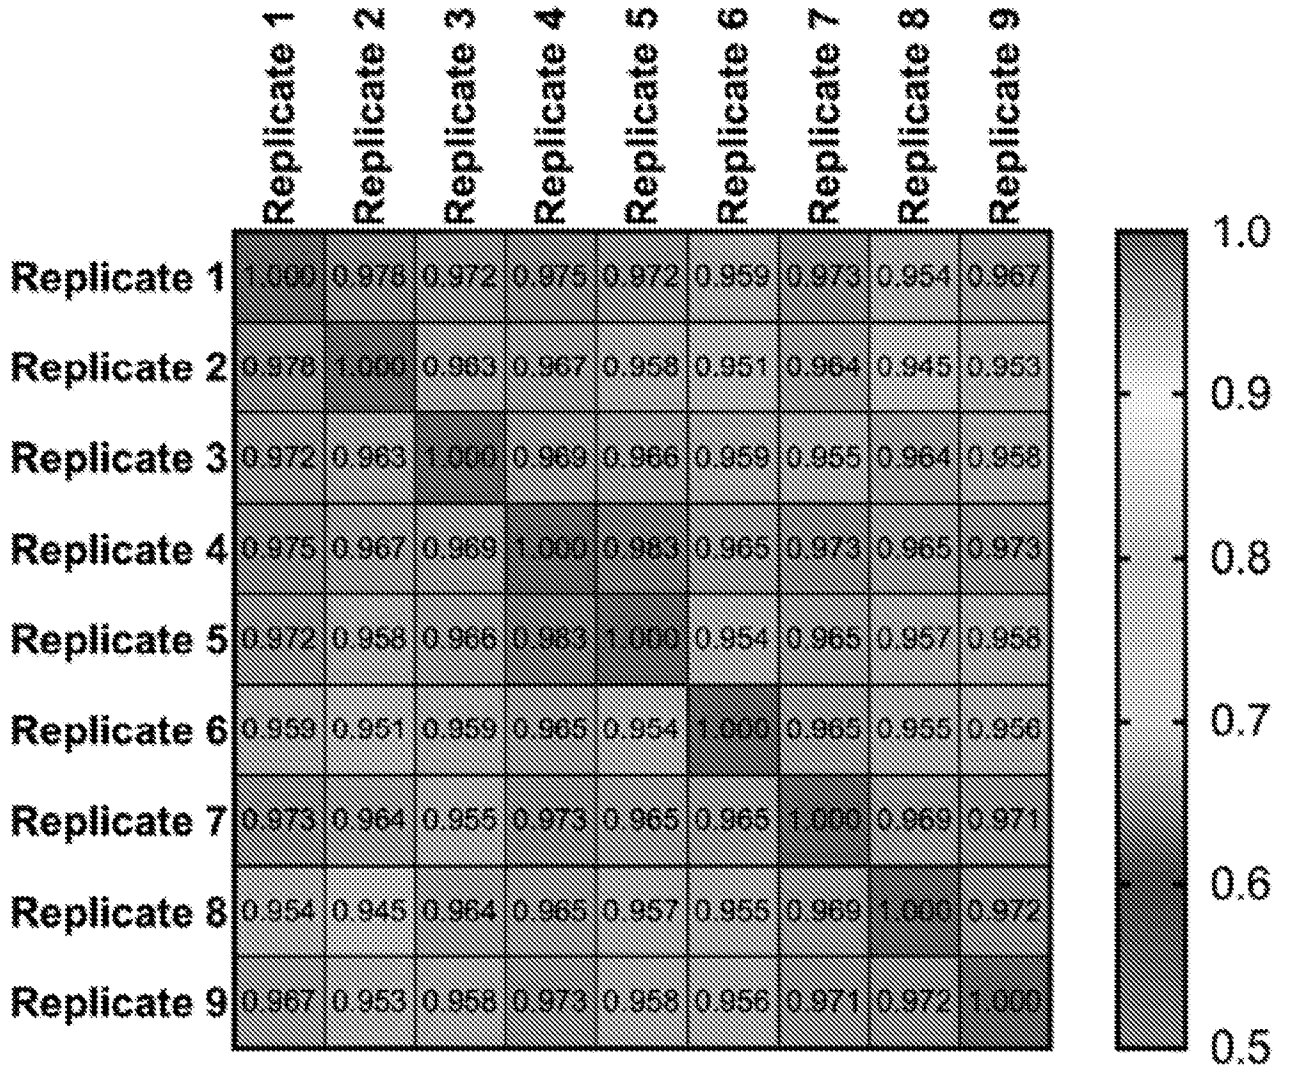 Replicate 1 Replicate 2 Replicate 3 Replicate 4 Replicate 5 Replicate 6 Replicate 7 Replicate 8 Replicate 9
Replicate 1 1.000 0.978 0.972 0.975 0.972 0.959 0.973 0.954 0.967
Replicate 2 0.978 1.000 0.963 0.967 0.958 0.951 0.964 0.945 0.953
Replicate 3 0.972 0.963 1.000 0.969 0.966 0.959 0.955 0.964 0.958
Replicate 4 0.975 0.967 0.969 1.000 0.983 0.965 0.973 0.965 0.973
Replicate 5 0.972 0.958 0.966 0.983 1.000 0.954 0.965 0.957 0.958
Replicate 6 0.959 0.951 0.959 0.965 0.954 1.000 0.965 0.955 0.956
Replicate 7 0.973 0.964 0.955 0.973 0.965 0.965 1.000 0.969 0.971
Replicate 8 0.954 0.945 0.964 0.965 0.957 0.955 0.969 1.000 0.972
Replicate 9 0.967 0.953 0.958 0.973 0.958 0.956 0.971 0.972 1.000
1.0
0.9
0.8
0.7
0.6
0.5